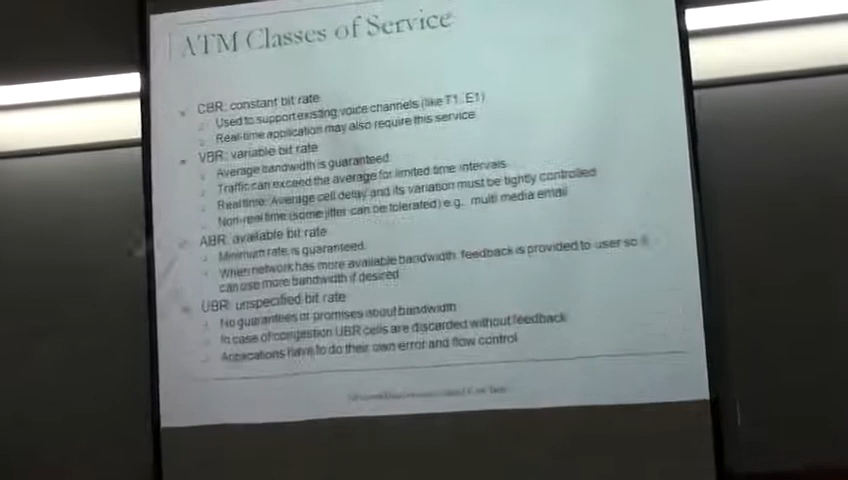 ATM Classes of Service
CBR: constant bit rate
Used to support existing voice channels (like T1, E1)
Real-time application may also require this service
VBR: variable bit rate
Average bandwidth is guaranteed
Traffic can exceed the average for limited time intervals
Real time: Average cell delay and its variation must be tightly controlled
Non-real time (some jitter can be tolerated) e.g., multi media email
ABR: available bit rate
Minimum rate is guaranteed
When network has more available bandwidth, feedback is provided to user so it
can use more bandwidth if desired
UBR: unspecified bit rate
No guarantees or promises about bandwidth
In case of congestion UBR cells are discarded without feedback
Applications have to do their own error and flow control